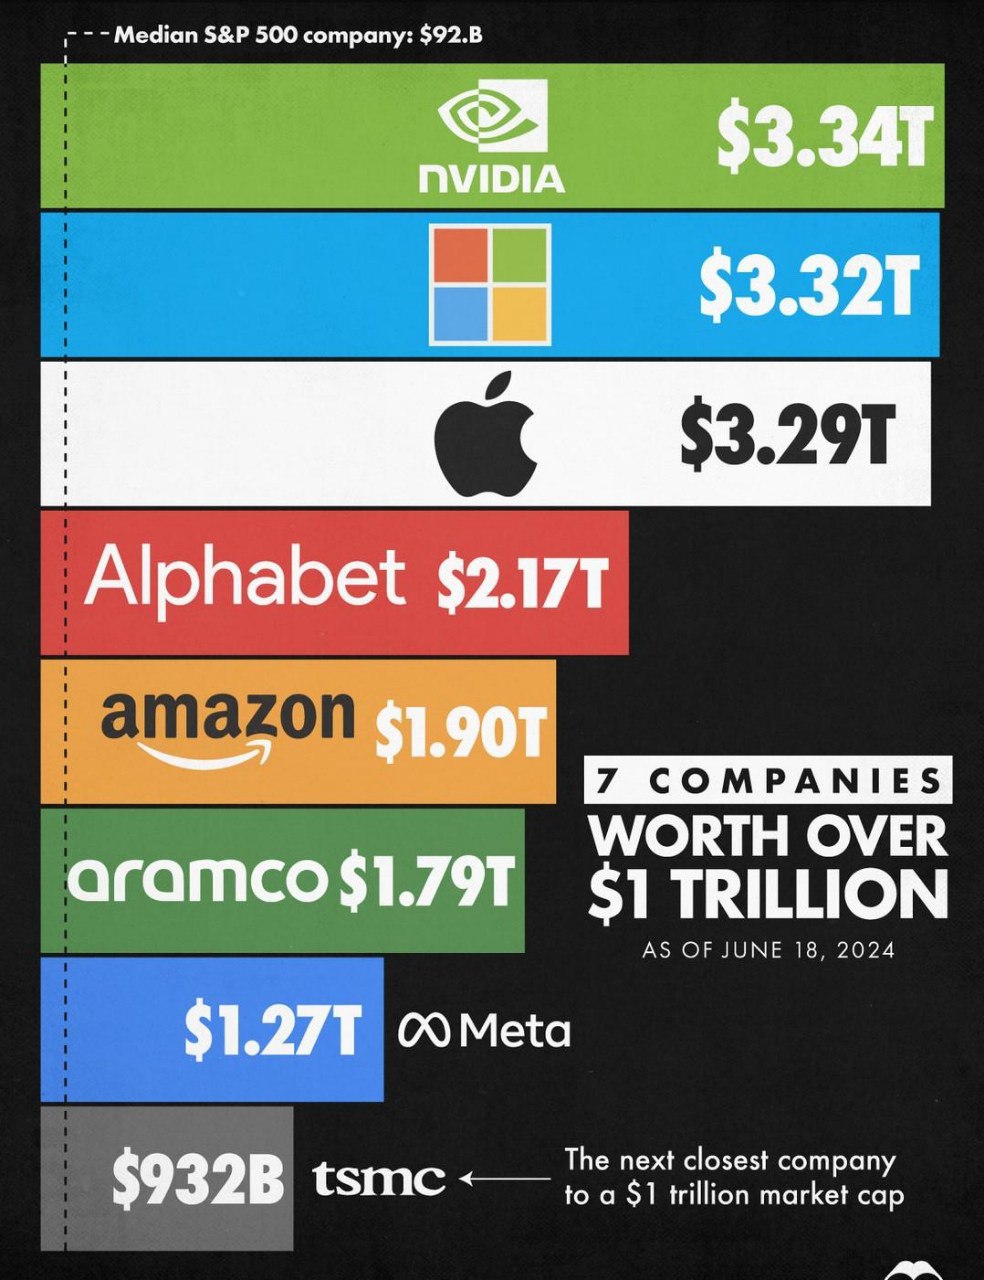 Median S&P 500 company: $92.B
NVIDIA
$3.34T
$3.32T
$3.29T
Alphabet $2.17T
amazon $1.90T
aramco $1.79T
7 COMPANIES
WORTH OVER
$1 TRILLION
AS OF JUNE 18, 2024
$1.27T Meta
$932B tsmc
The next closest company
to a $1 trillion market cap